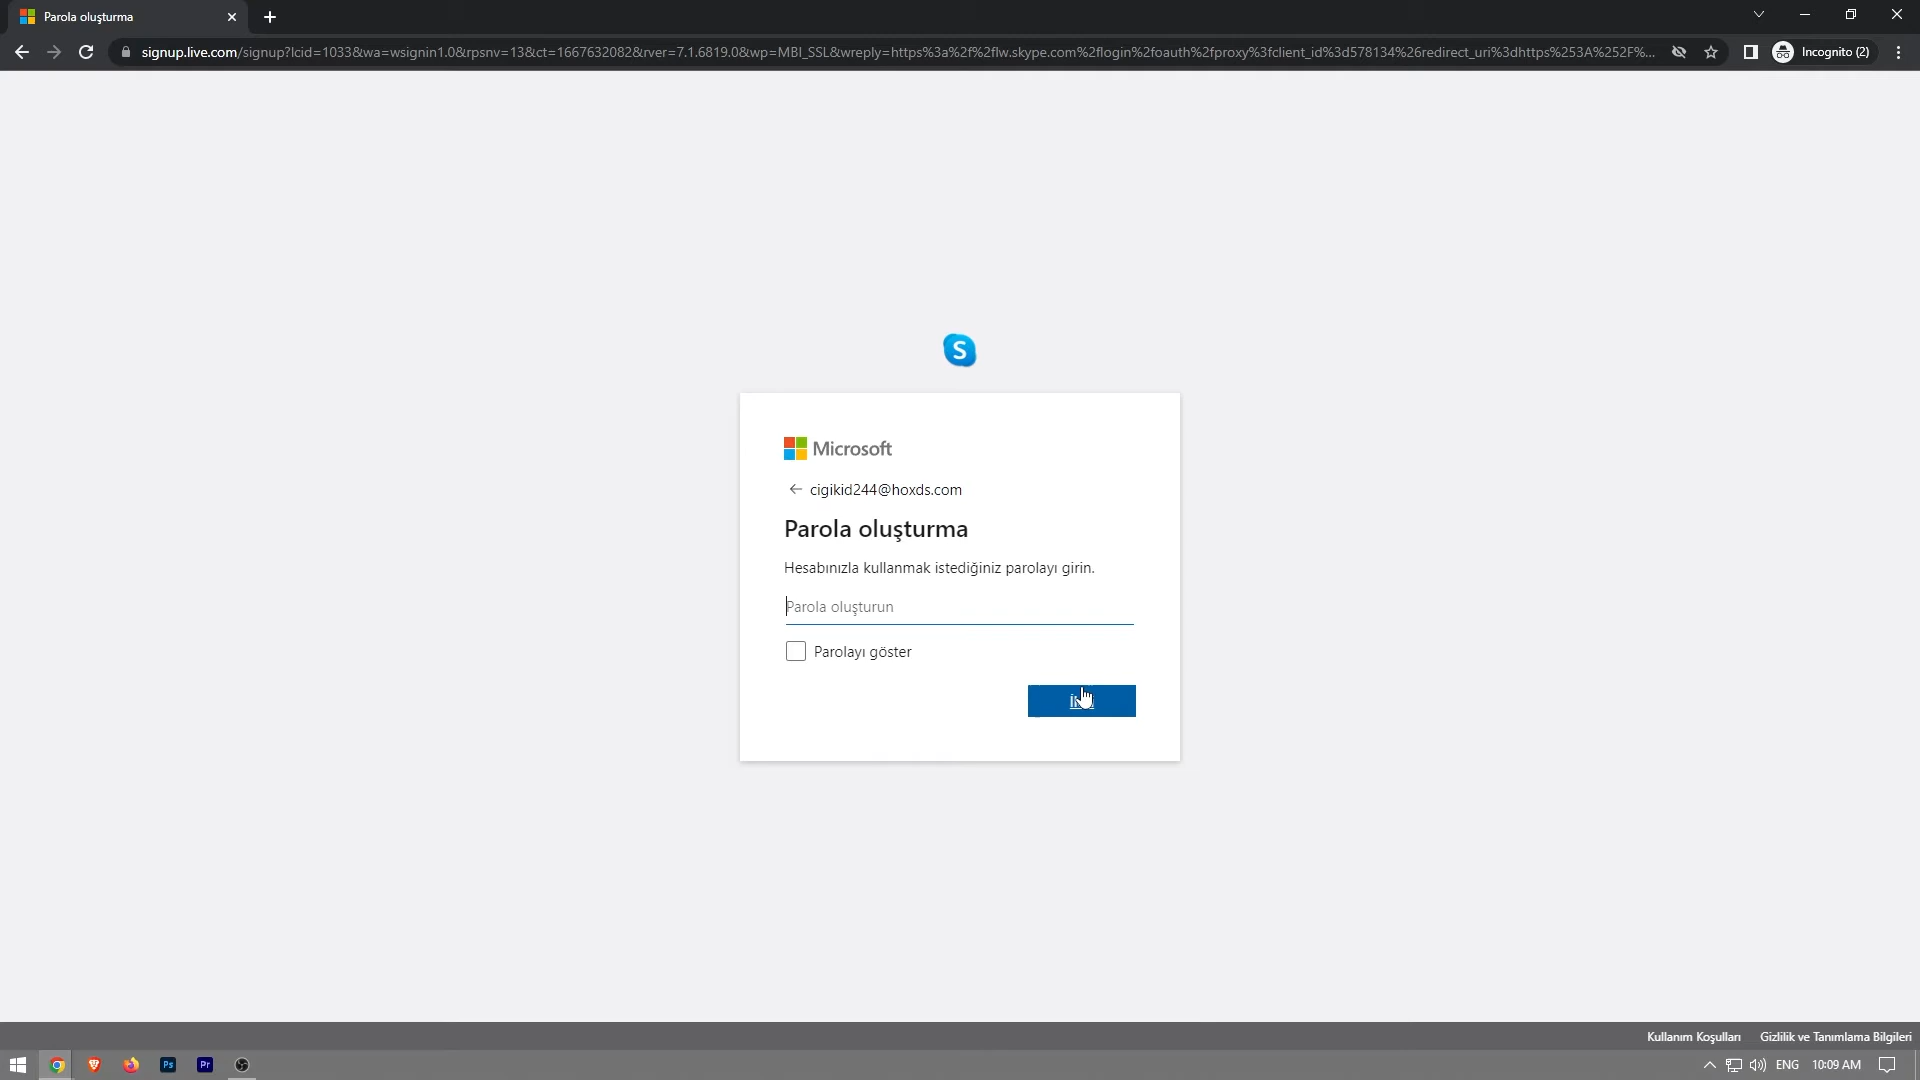 Parola oluşturma
signup.live.com/signup?lcid=1033&wa=wsignin1.0&rpsnv=13&ct=1667632082&rver=7.1.6819.0&wp=MBI_SSL&wreply=https%3a%2f%2flw.skype.com%2flogin%2foauth%2fproxy%3fclient_id%3d578134%26redirect_uri%3dhttps%253A%252F%...
Incognito (2)
S
Microsoft
cigikid244@hoxds.com
Parola oluşturma
Hesabınızla kullanmak istediğiniz parolayı girin.
Parola oluşturun
Parolayı göster
Kullanım Koşulları Gizlilik ve Tanımlama Bilgileri
Ps Pr
ENG 10:09 AM